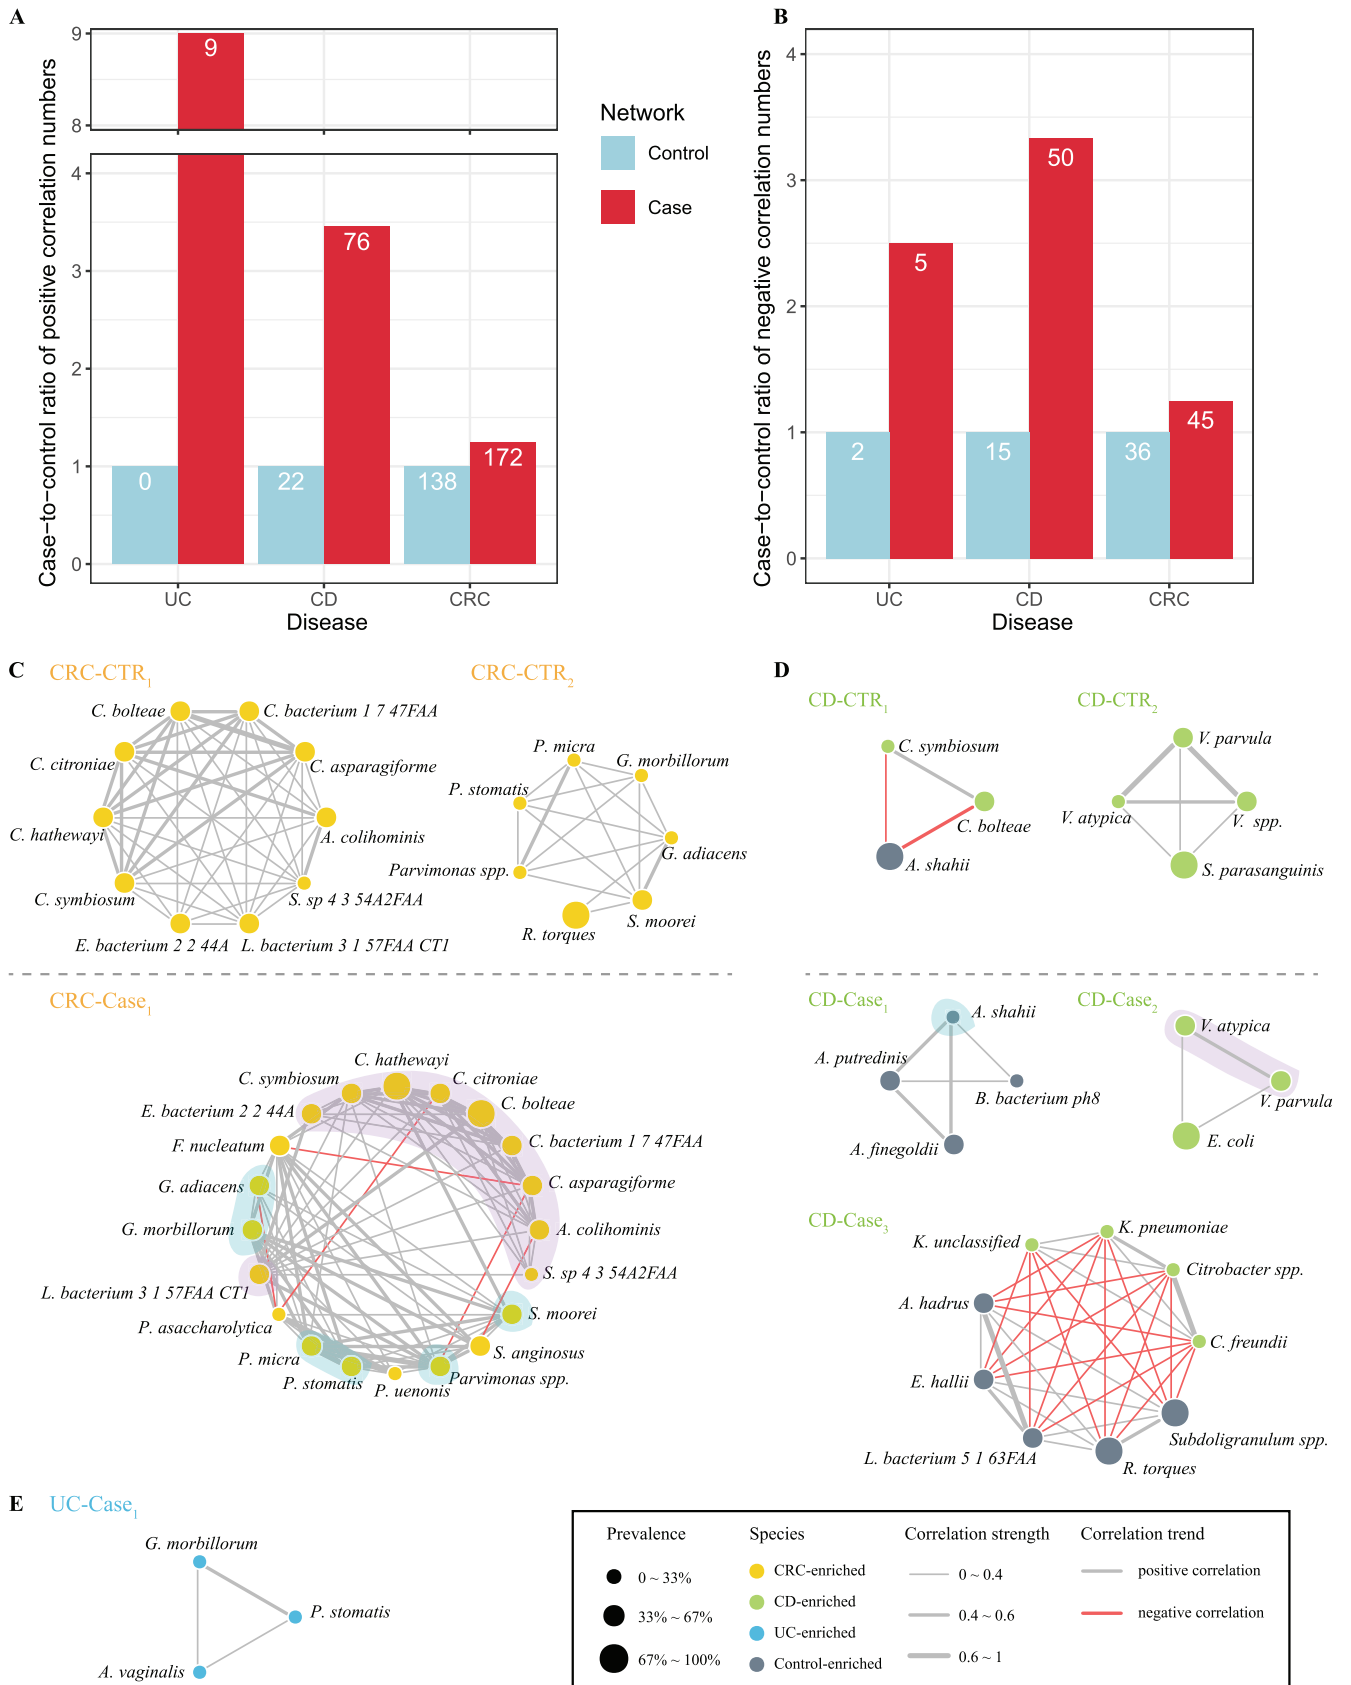 A
B
Case−to−control ratio of positive correlation numbers
9
8
4
3
2
1
0
9
76
172
0
22
138
UC
CD
CRC
Disease
Network
Control
Case
Case−to−control ratio of negative correlation numbers
4
3
2
1
0
5
50
45
2
15
36
UC
CD
CRC
Disease
C
CRC-CTR1
C. bolteae
C. bacterium 1 7 47FAA
C. citroniae
C. asparagiforme
C. hathewayi
A. colihominis
C. symbiosum
S. sp 4 3 54A2FAA
E. bacterium 2 2 44A
L. bacterium 3 1 57FAA CT1
CRC-CTR2
P. micra
G. morbillorum
P. stomatis
G. adiacens
Parvimonas spp.
S. moorei
R. torques
D
CD-CTR1
C. symbiosum
C. bolteae
A. shahii
CD-CTR2
V. parvula
V. atypica
V. spp.
S. parasanguinis
CRC-Case1
C. hathewayi
C. symbiosum
C. citroniae
E. bacterium 2 2 44A
C. bolteae
F. nucleatum
C. bacterium 1 7 47FAA
G. adiacens
C. asparagiforme
G. morbillorum
A. colihominis
L. bacterium 3 1 57FAA CT1
S. sp 4 3 54A2FAA
P. asaccharolytica
S. moorei
P. micra
S. anginosus
P. stomatis
P. uenonis
Parvimonas spp.
CD-Case1
A. shahii
A. putredinis
B. bacterium ph8
A. finegoldii
CD-Case2
V. atypica
V. parvula
E. coli
CD-Case3
K. unclassified
K. pneumoniae
Citrobacter spp.
A. hadrus
C. freundii
E. hallii
Subdoligranulum spp.
L. bacterium 5 1 63FAA
R. torques
E
UC-Case1
G. morbillorum
P. stomatis
A. vaginalis
Prevalence
0 ~ 33%
33% ~ 67%
67% ~ 100%
Species
CRC-enriched
CD-enriched
UC-enriched
Control-enriched
Correlation strength
0 ~ 0.4
0.4 ~ 0.6
0.6 ~ 1
Correlation trend
positive correlation
negative correlation